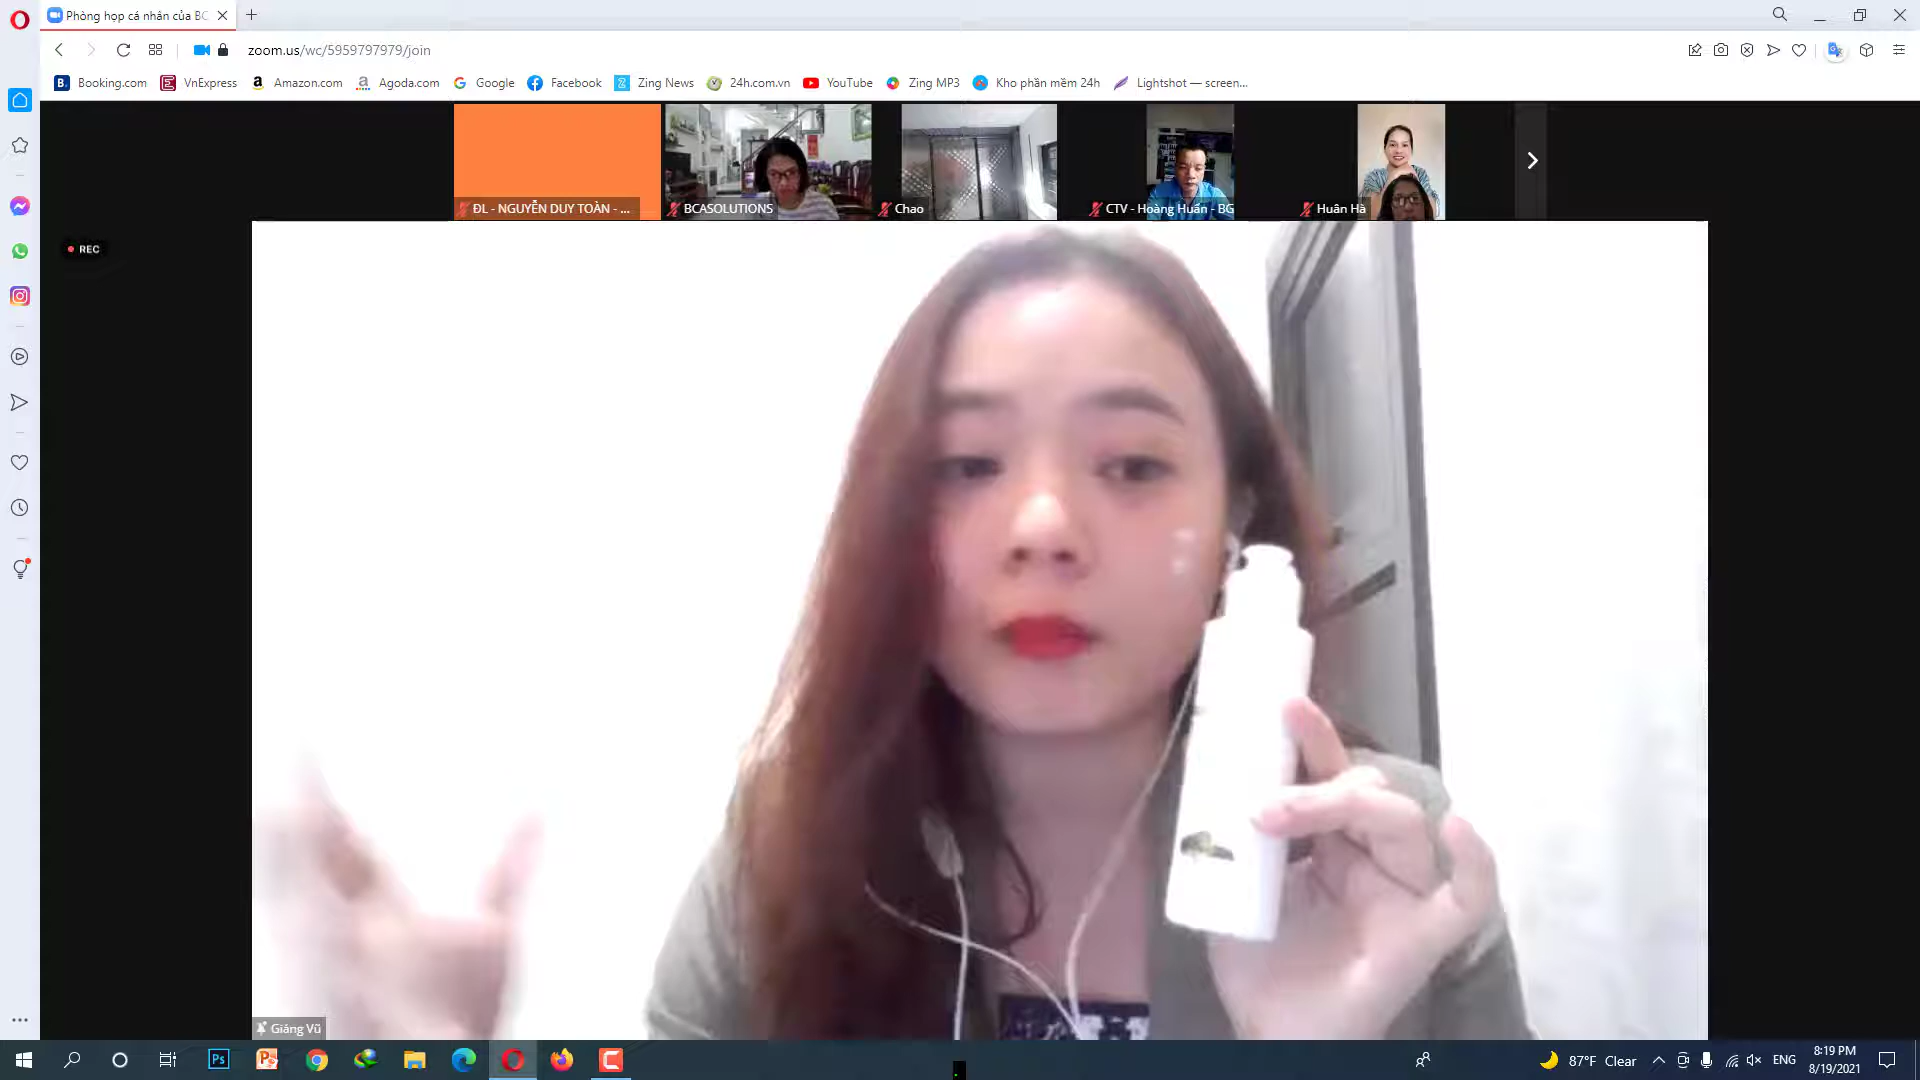 Phòng họp cá nhân của BC
zoom.us/wc/5959797979/join
Booking.com
VnExpress
Amazon.com
Agoda.com
Google
Facebook
Zing News
24h.com.vn
YouTube
Zing MP3
Kho phần mềm 24h
Lightshot — screen...
ĐL - NGUYỄN DUY TOÀN - ...
BCASOLUTIONS
Chao
CTV - Hoàng Huấn - BG
Huân Hà
REC
Giáng Vũ
87°F Clear
ENG
8:19 PM
8/19/2021